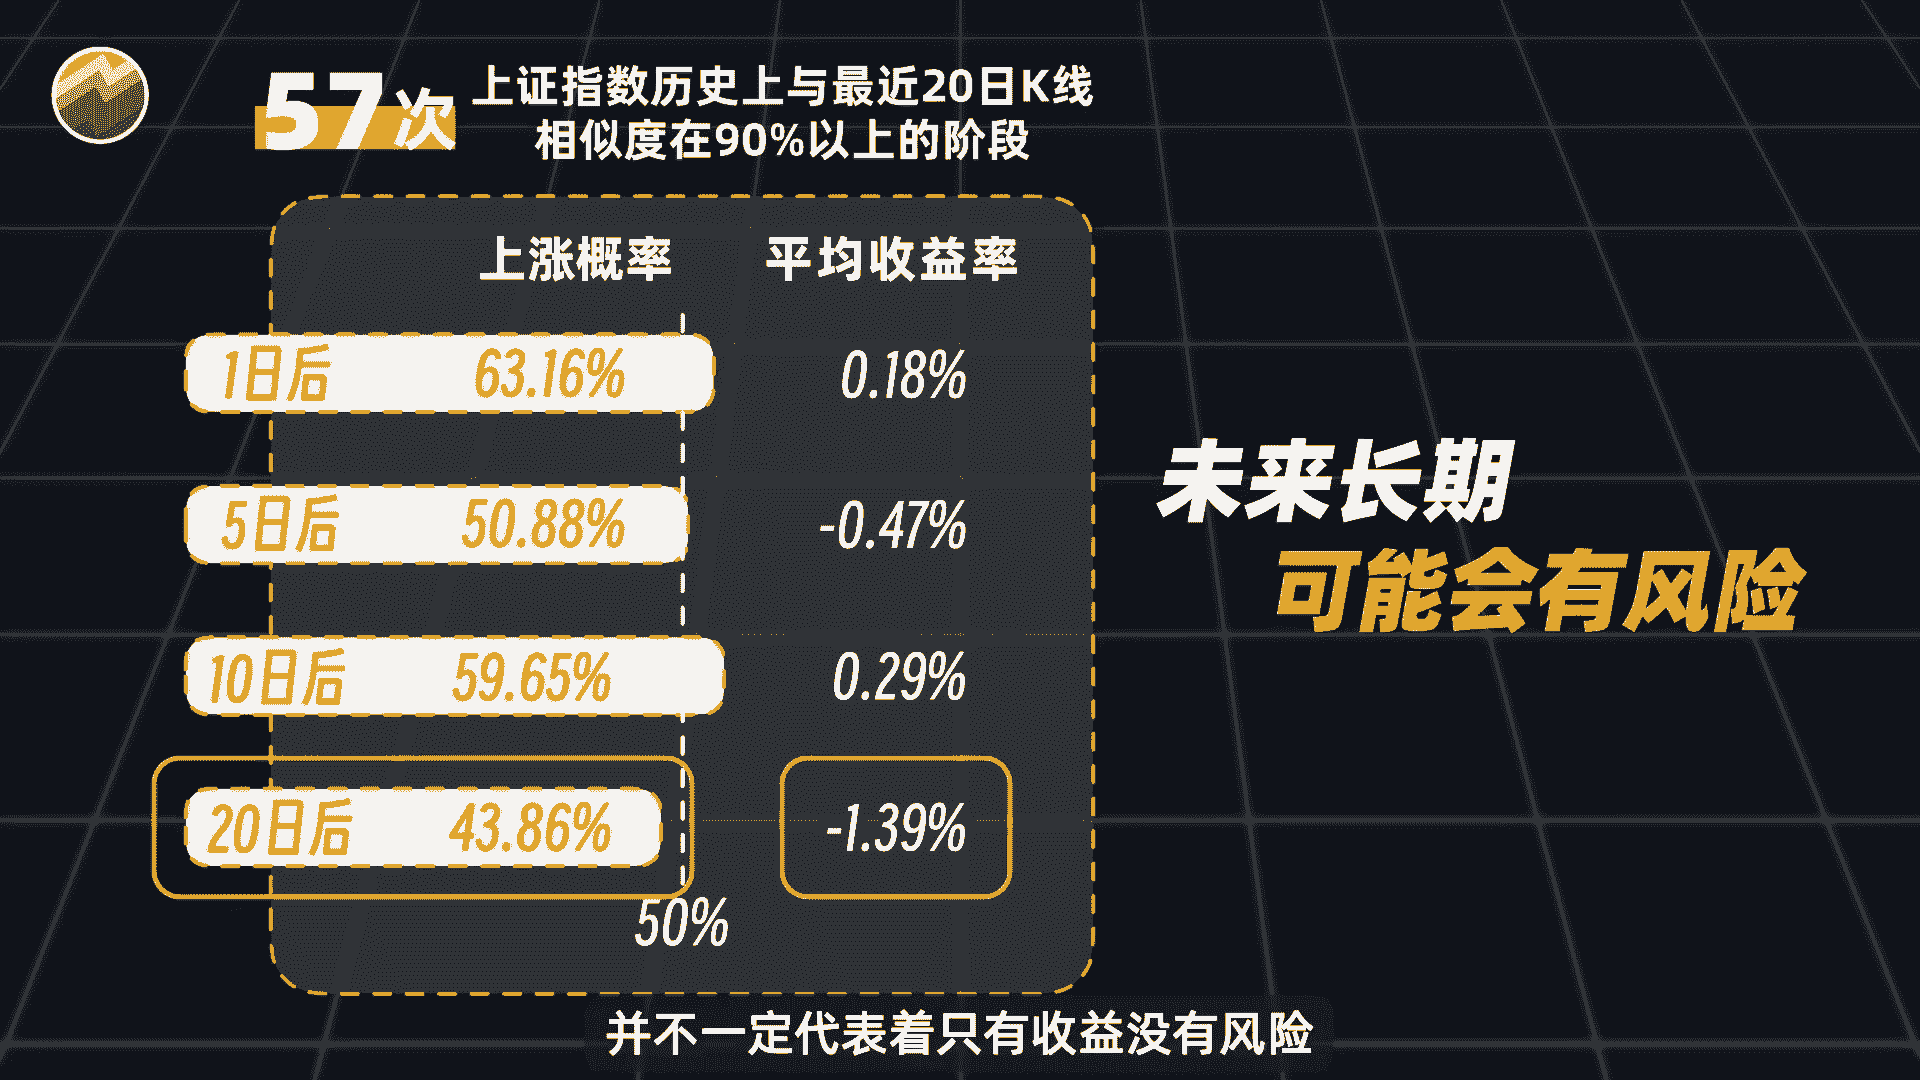 57次
上证指数历史上与最近20日K线
相似度在90%以上的阶段
上涨概率 平均收益率
1日后 63.16% 0.18%
5日后 50.88% -0.47%
10日后 59.65% 0.29%
20日后 43.86% -1.39%
50%
未来长期
可能会有风险
并不一定代表着只有收益没有风险